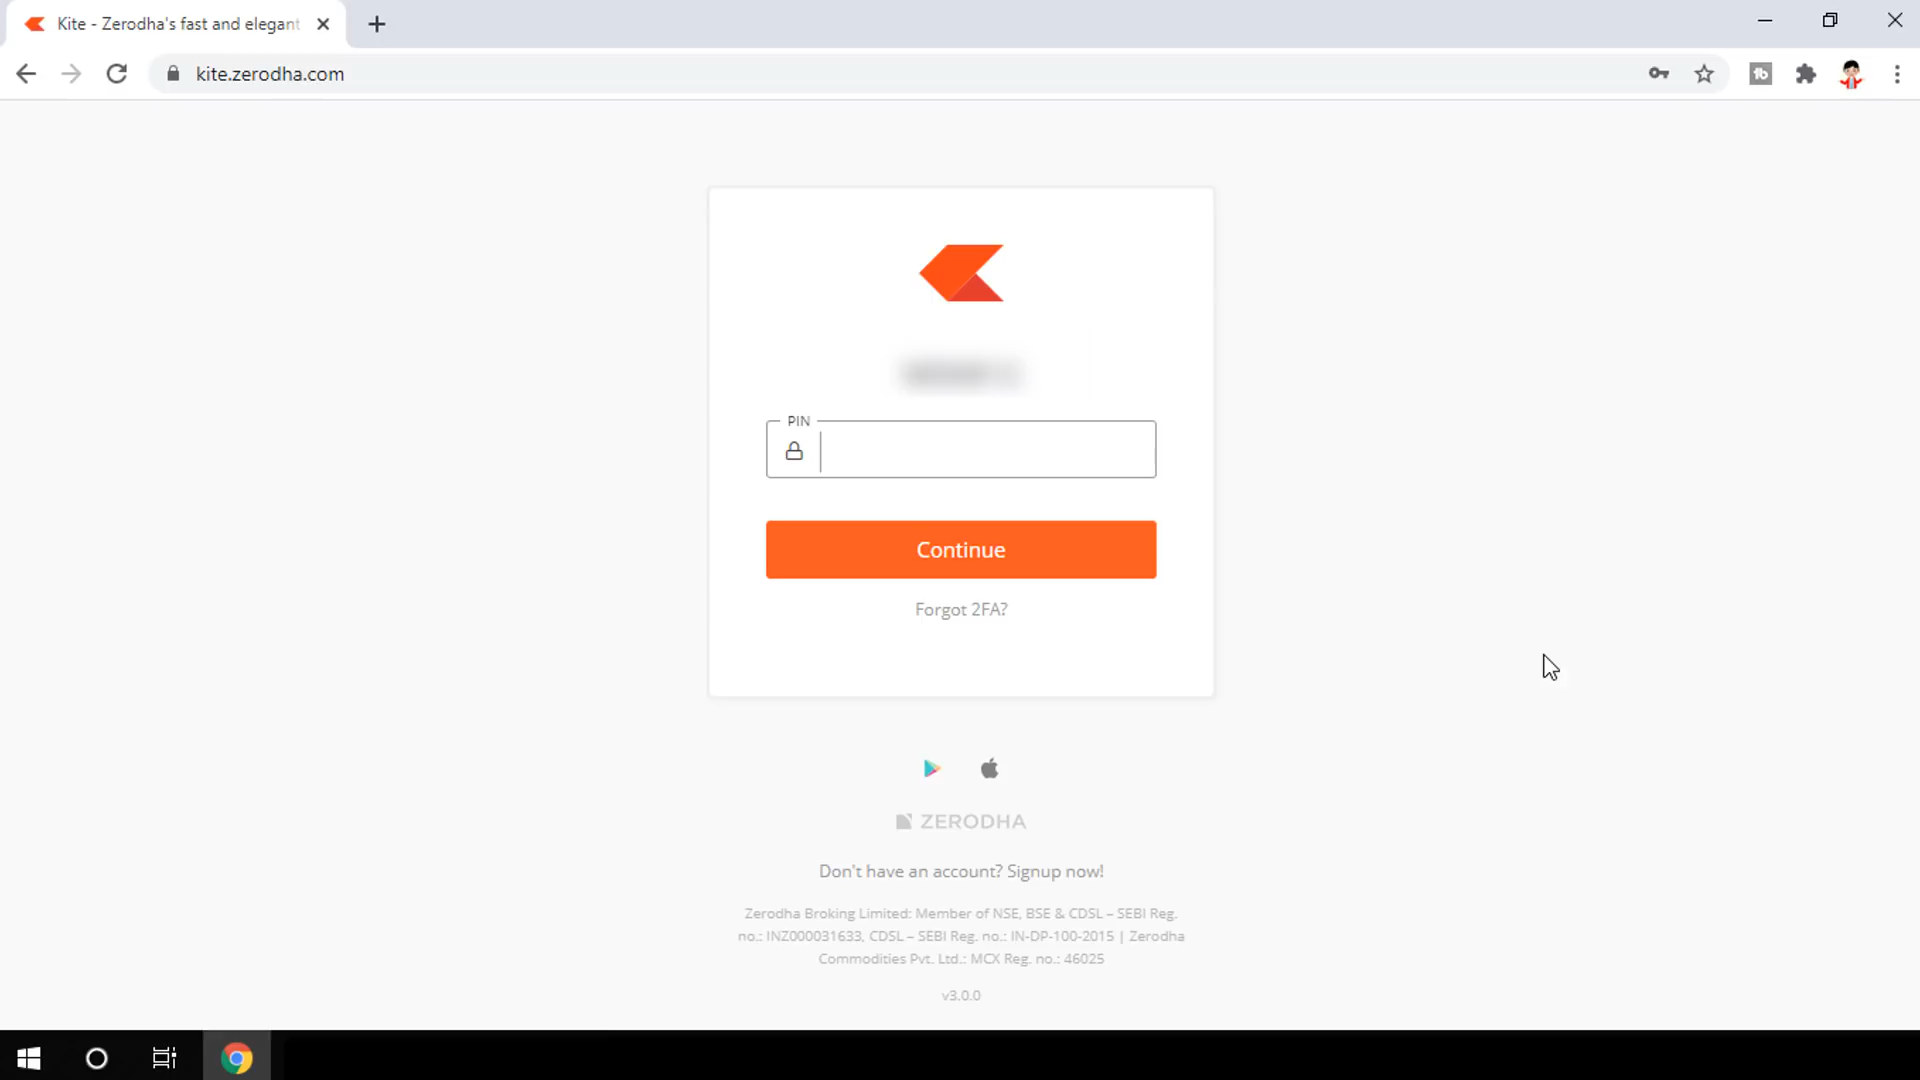 Kite - Zerodha's fast and elegant
kite.zerodha.com
PIN
Continue
Forgot 2FA?
ZERODHA
Don't have an account? Signup now!
Zerodha Broking Limited: Member of NSE, BSE & CDSL – SEBI Reg.
no.: INZ000031633, CDSL – SEBI Reg. no.: IN-DP-100-2015 | Zerodha
Commodities Pvt. Ltd.: MCX Reg. no.: 46025
v3.0.0